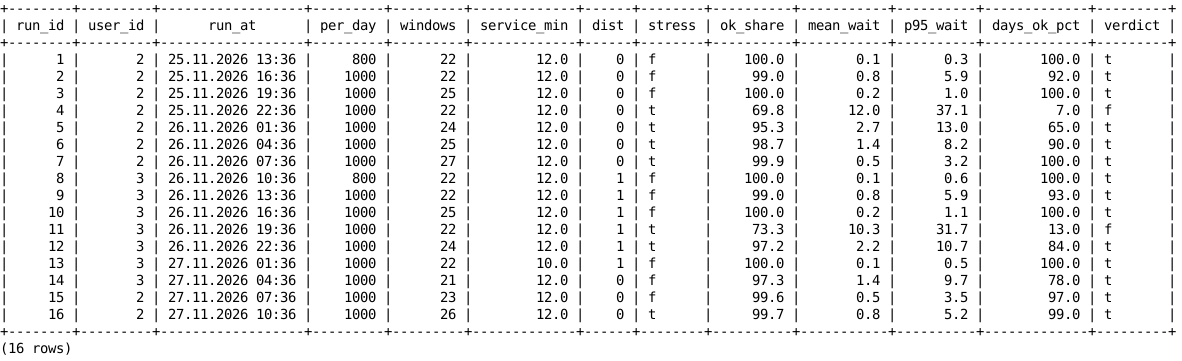 +--------+---------+------------------+---------+---------+-------------+------+--------+----------+-----------+----------+-------------+---------+
| run_id | user_id |      run_at      | per_day | windows | service_min | dist | stress | ok_share | mean_wait | p95_wait | days_ok_pct | verdict |
+--------+---------+------------------+---------+---------+-------------+------+--------+----------+-----------+----------+-------------+---------+
|      1 |       2 | 25.11.2026 13:36 |     800 |      22 |        12.0 |    0 | f      |    100.0 |       0.1 |      0.3 |       100.0 | t       |
|      2 |       2 | 25.11.2026 16:36 |    1000 |      22 |        12.0 |    0 | f      |     99.0 |       0.8 |      5.9 |        92.0 | t       |
|      3 |       2 | 25.11.2026 19:36 |    1000 |      25 |        12.0 |    0 | f      |    100.0 |       0.2 |      1.0 |       100.0 | t       |
|      4 |       2 | 25.11.2026 22:36 |    1000 |      22 |        12.0 |    0 | t      |     69.8 |      12.0 |     37.1 |         7.0 | f       |
|      5 |       2 | 26.11.2026 01:36 |    1000 |      24 |        12.0 |    0 | t      |     95.3 |       2.7 |     13.0 |        65.0 | t       |
|      6 |       2 | 26.11.2026 04:36 |    1000 |      25 |        12.0 |    0 | t      |     98.7 |       1.4 |      8.2 |        90.0 | t       |
|      7 |       2 | 26.11.2026 07:36 |    1000 |      27 |        12.0 |    0 | t      |     99.9 |       0.5 |      3.2 |       100.0 | t       |
|      8 |       3 | 26.11.2026 10:36 |     800 |      22 |        12.0 |    1 | f      |    100.0 |       0.1 |      0.6 |       100.0 | t       |
|      9 |       3 | 26.11.2026 13:36 |    1000 |      22 |        12.0 |    1 | f      |     99.0 |       0.8 |      5.9 |        93.0 | t       |
|     10 |       3 | 26.11.2026 16:36 |    1000 |      25 |        12.0 |    1 | f      |    100.0 |       0.2 |      1.1 |       100.0 | t       |
|     11 |       3 | 26.11.2026 19:36 |    1000 |      22 |        12.0 |    1 | t      |     73.3 |      10.3 |     31.7 |        13.0 | f       |
|     12 |       3 | 26.11.2026 22:36 |    1000 |      24 |        12.0 |    1 | t      |     97.2 |       2.2 |     10.7 |        84.0 | t       |
|     13 |       3 | 27.11.2026 01:36 |    1000 |      22 |        10.0 |    1 | f      |    100.0 |       0.1 |      0.5 |       100.0 | t       |
|     14 |       3 | 27.11.2026 04:36 |    1000 |      21 |        12.0 |    0 | f      |     97.3 |       1.4 |      9.7 |        78.0 | t       |
|     15 |       2 | 27.11.2026 07:36 |    1000 |      23 |        12.0 |    0 | f      |     99.6 |       0.5 |      3.5 |        97.0 | t       |
|     16 |       2 | 27.11.2026 10:36 |    1000 |      26 |        12.0 |    0 | t      |     99.7 |       0.8 |      5.2 |        99.0 | t       |
+--------+---------+------------------+---------+---------+-------------+------+--------+----------+-----------+----------+-------------+---------+
(16 rows)